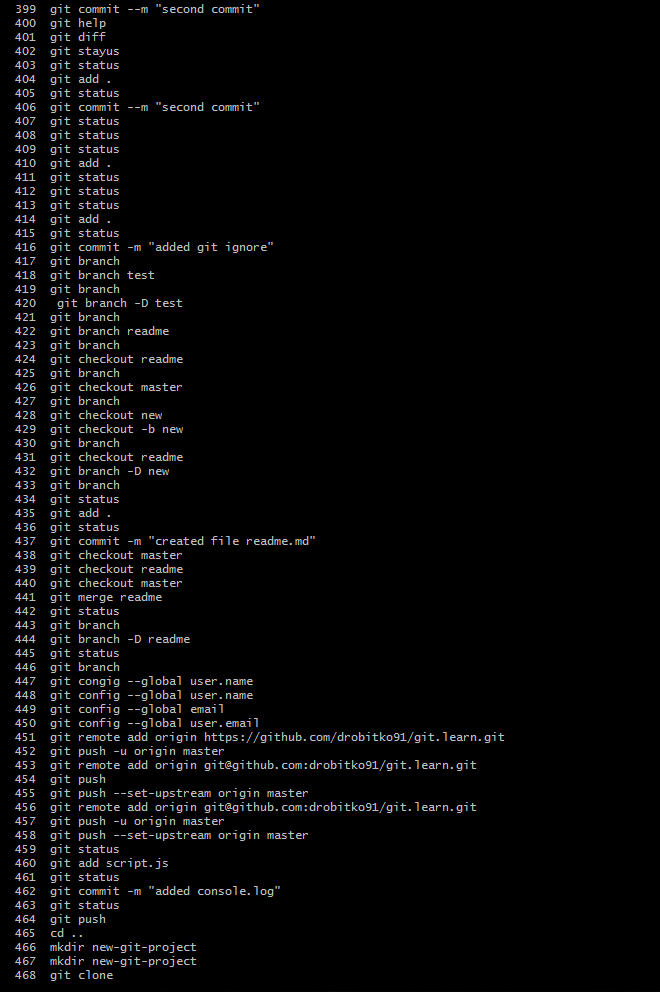 399 git commit --m "second commit"
400 git help
401 git diff
402 git stayus
403 git status
404 git add .
405 git status
406 git commit --m "second commit"
407 git status
408 git status
409 git status
410 git add .
411 git status
412 git status
413 git status
414 git add .
415 git status
416 git commit -m "added git ignore"
417 git branch
418 git branch test
419 git branch
420 git branch -D test
421 git branch
422 git branch readme
423 git branch
424 git checkout readme
425 git branch
426 git checkout master
427 git branch
428 git checkout new
429 git checkout -b new
430 git branch
431 git checkout readme
432 git branch -D new
433 git branch
434 git status
435 git add .
436 git status
437 git commit -m "created file readme.md"
438 git checkout master
439 git checkout readme
440 git checkout master
441 git merge readme
442 git status
443 git branch
444 git branch -D readme
445 git status
446 git branch
447 git congig --global user.name
448 git config --global user.name
449 git config --global email
450 git config --global user.email
451 git remote add origin https://github.com/drobitko91/git.learn.git
452 git push -u origin master
453 git remote add origin git@github.com:drobitko91/git.learn.git
454 git push
455 git push --set-upstream origin master
456 git remote add origin git@github.com:drobitko91/git.learn.git
457 git push -u origin master
458 git push --set-upstream origin master
459 git status
460 git add script.js
461 git status
462 git commit -m "added console.log"
463 git status
464 git push
465 cd ..
466 mkdir new-git-project
467 mkdir new-git-project
468 git clone